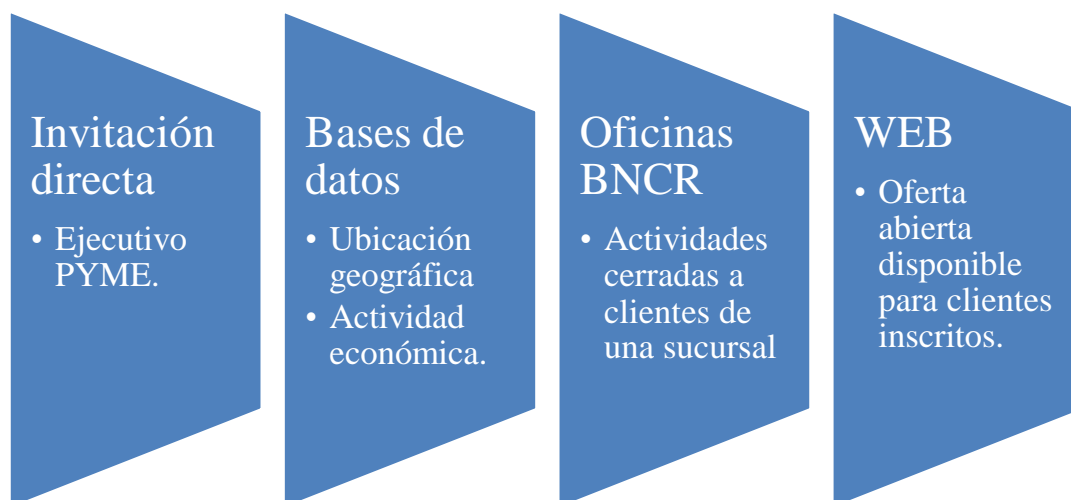 Invitación
directa
• Ejecutivo
PYME.
Bases de
datos
• Ubicación
geográfica
• Actividad
económica.
Oficinas
BNCR
• Actividades
cerradas a
clientes de
una sucursal
WEB
• Oferta
abierta
disponible
para clientes
inscritos.